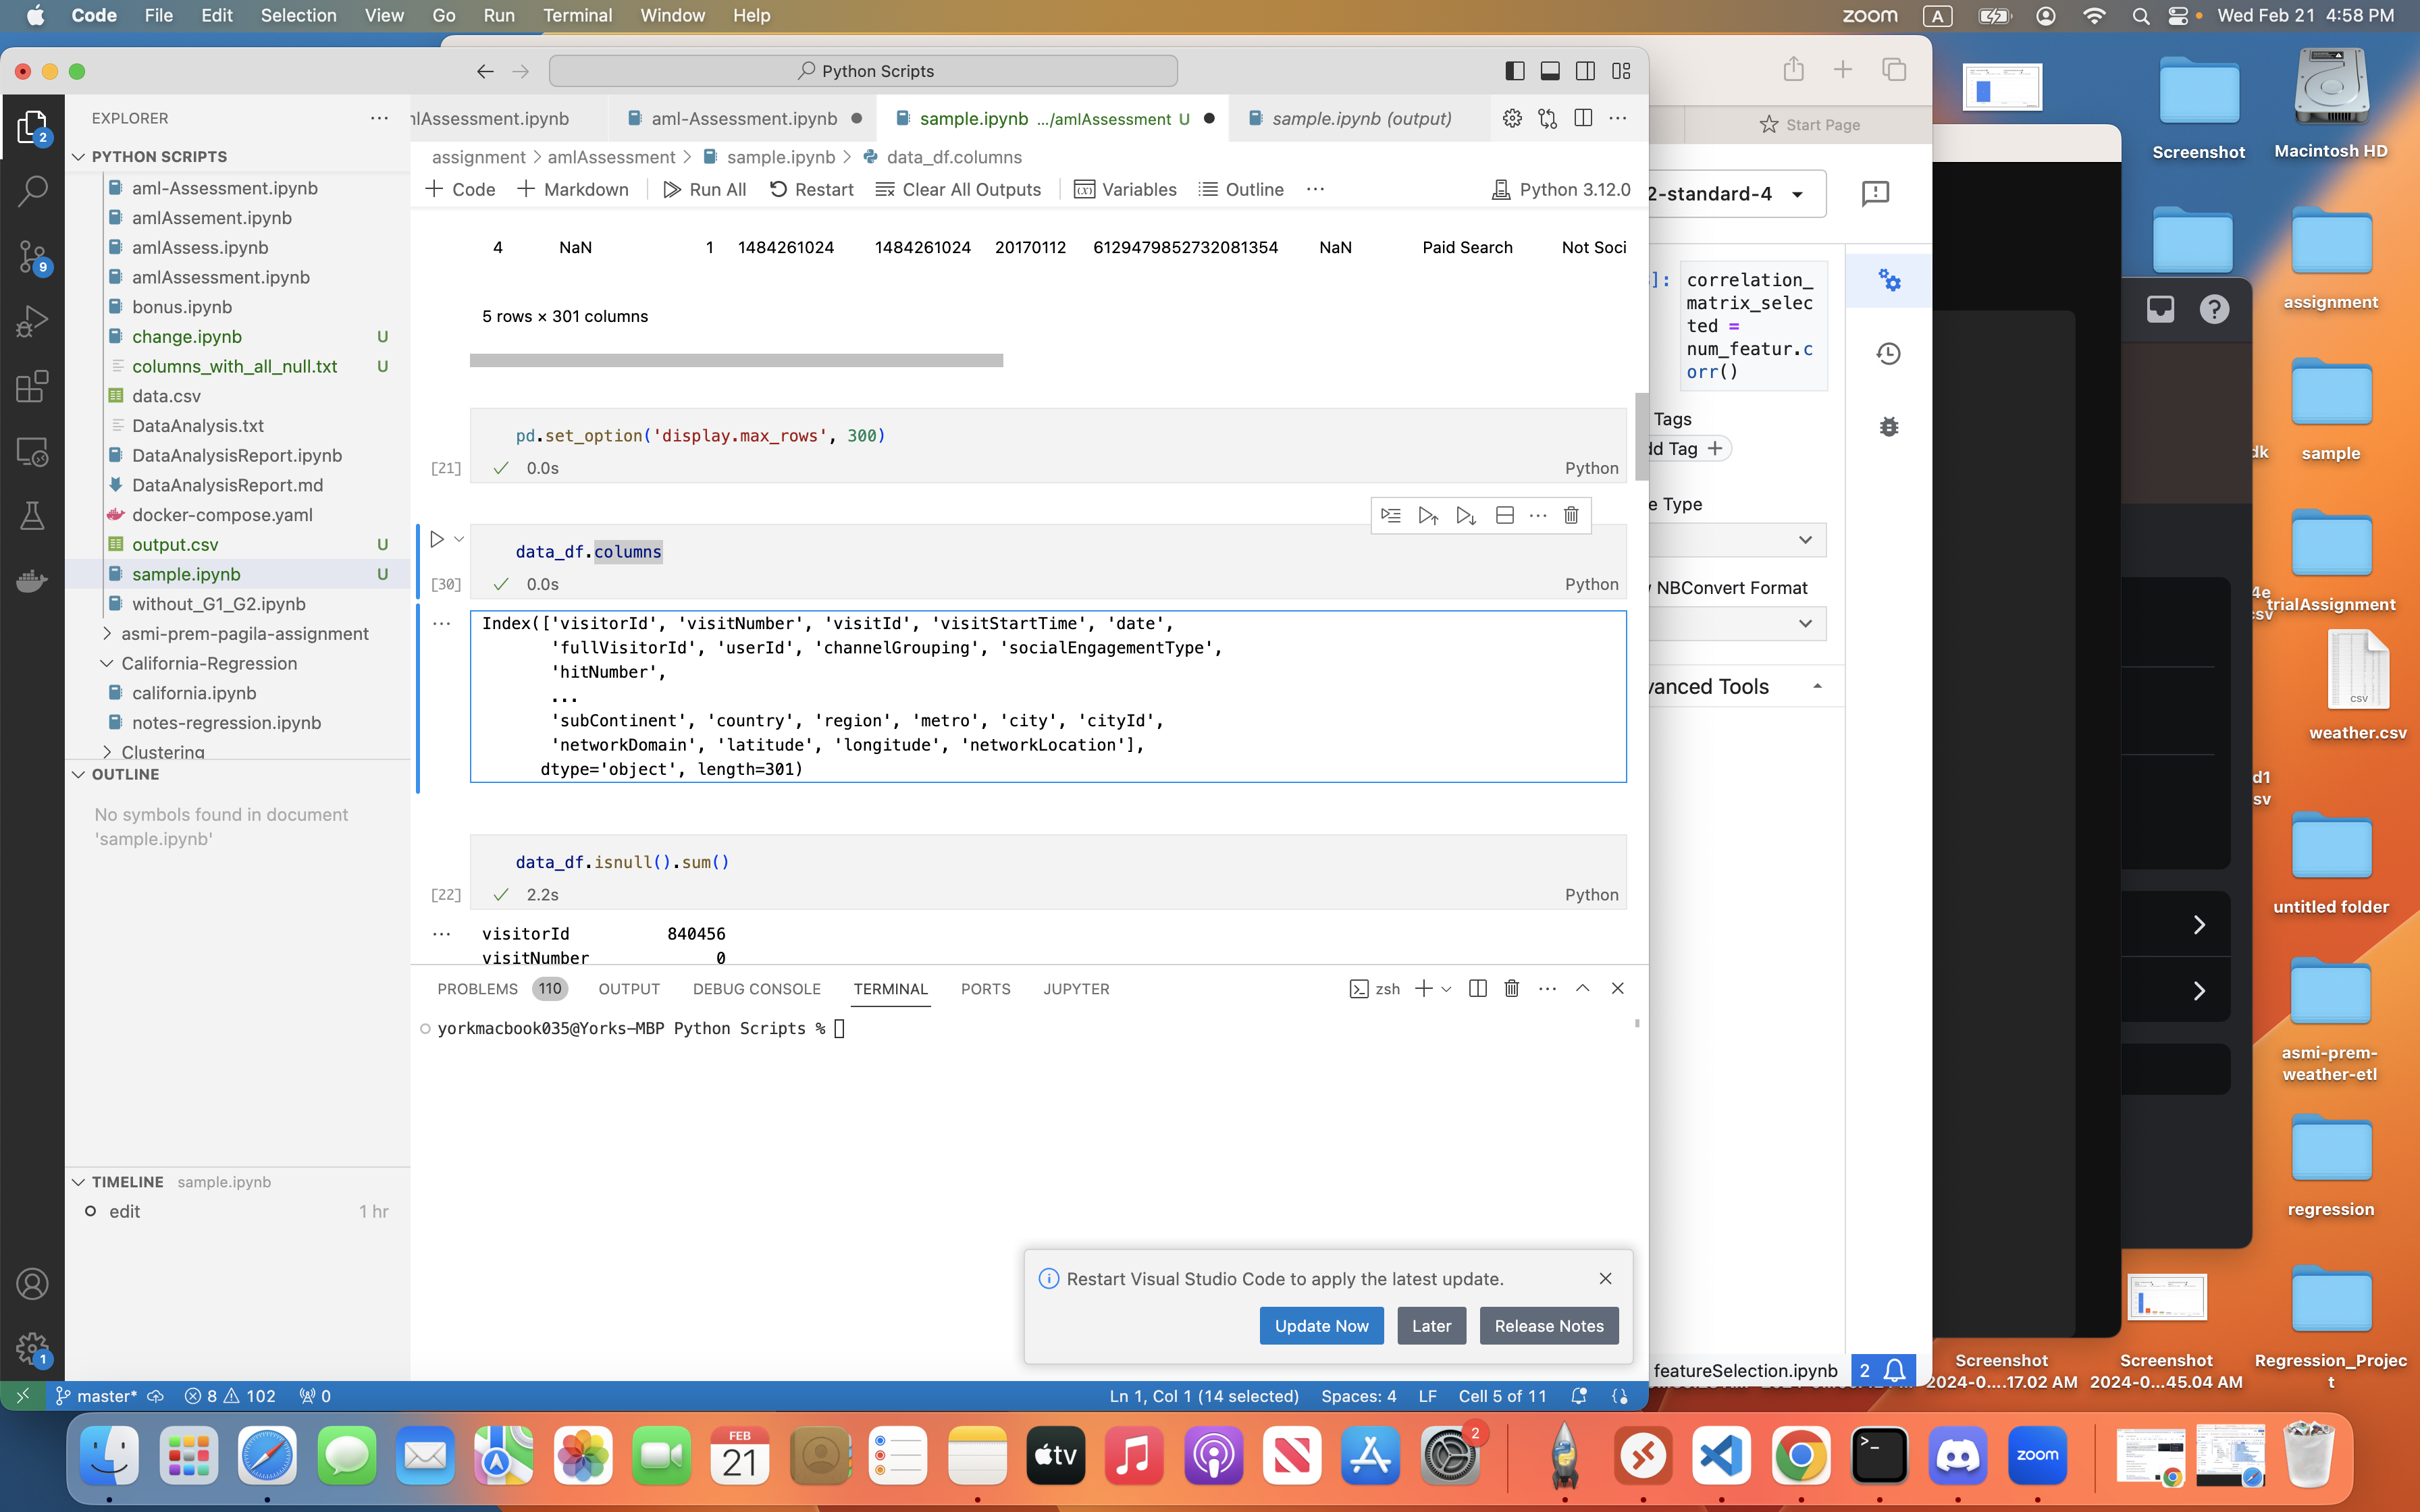 Code File Edit Selection View Go Run Terminal Window Help
zoom A Wed Feb 21 4:58 PM
Python Scripts
EXPLORER
PYTHON SCRIPTS
aml-Assessment.ipynb
amlAssement.ipynb
amlAssess.ipynb
amlAssessment.ipynb
bonus.ipynb
change.ipynb U
columns_with_all_null.txt U
data.csv
DataAnalysis.txt
DataAnalysisReport.ipynb
DataAnalysisReport.md
docker-compose.yaml
output.csv U
sample.ipynb U
without_G1_G2.ipynb
asmi-prem-pagila-assignment
California-Regression
california.ipynb
notes-regression.ipynb
Clustering
OUTLINE
No symbols found in document
'sample.ipynb'
TIMELINE sample.ipynb
edit 1 hr
2
9
1
nlAssessment.ipynb aml-Assessment.ipynb sample.ipynb .../amlAssessment U sample.ipynb (output)
assignment > amlAssessment > sample.ipynb > data_df.columns
+ Code + Markdown Run All Restart Clear All Outputs Variables Outline ... Python 3.12.0
4 NaN 1 1484261024 1484261024 20170112 6129479852732081354 NaN Paid Search Not Soci
5 rows × 301 columns
pd.set_option('display.max_rows', 300)
[21] 0.0s Python
data_df.columns
[30] 0.0s Python
Index(['visitorId', 'visitNumber', 'visitId', 'visitStartTime', 'date',
'fullVisitorId', 'userId', 'channelGrouping', 'socialEngagementType',
'hitNumber',
...
'subContinent', 'country', 'region', 'metro', 'city', 'cityId',
'networkDomain', 'latitude', 'longitude', 'networkLocation'],
dtype='object', length=301)
data_df.isnull().sum()
[22] 2.2s Python
visitorId 840456
visitNumber 0
PROBLEMS 110 OUTPUT DEBUG CONSOLE TERMINAL PORTS JUPYTER zsh
yorkmacbook035@Yorks-MBP Python Scripts %
Restart Visual Studio Code to apply the latest update.
Update Now Later Release Notes
master* 8 102 0 Ln 1, Col 1 (14 selected) Spaces: 4 LF Cell 5 of 11
Start Page
2-standard-4
]: correlation_
matrix_selec
ted =
num_featur.c
orr()
Tags
dd Tag +
e Type
NBConvert Format
vanced Tools
featureSelection.ipynb 2
Screenshot
Macintosh HD
assignment
dk
sample
4e
sv
trialAssignment
CSV
weather.csv
d1
sv
untitled folder
asmi-prem-
weather-etl
regression
Screenshot
2024-0....17.02 AM
Screenshot
2024-0...45.04 AM
Regression_Projec
t
FEB
21
tv
2
zoom